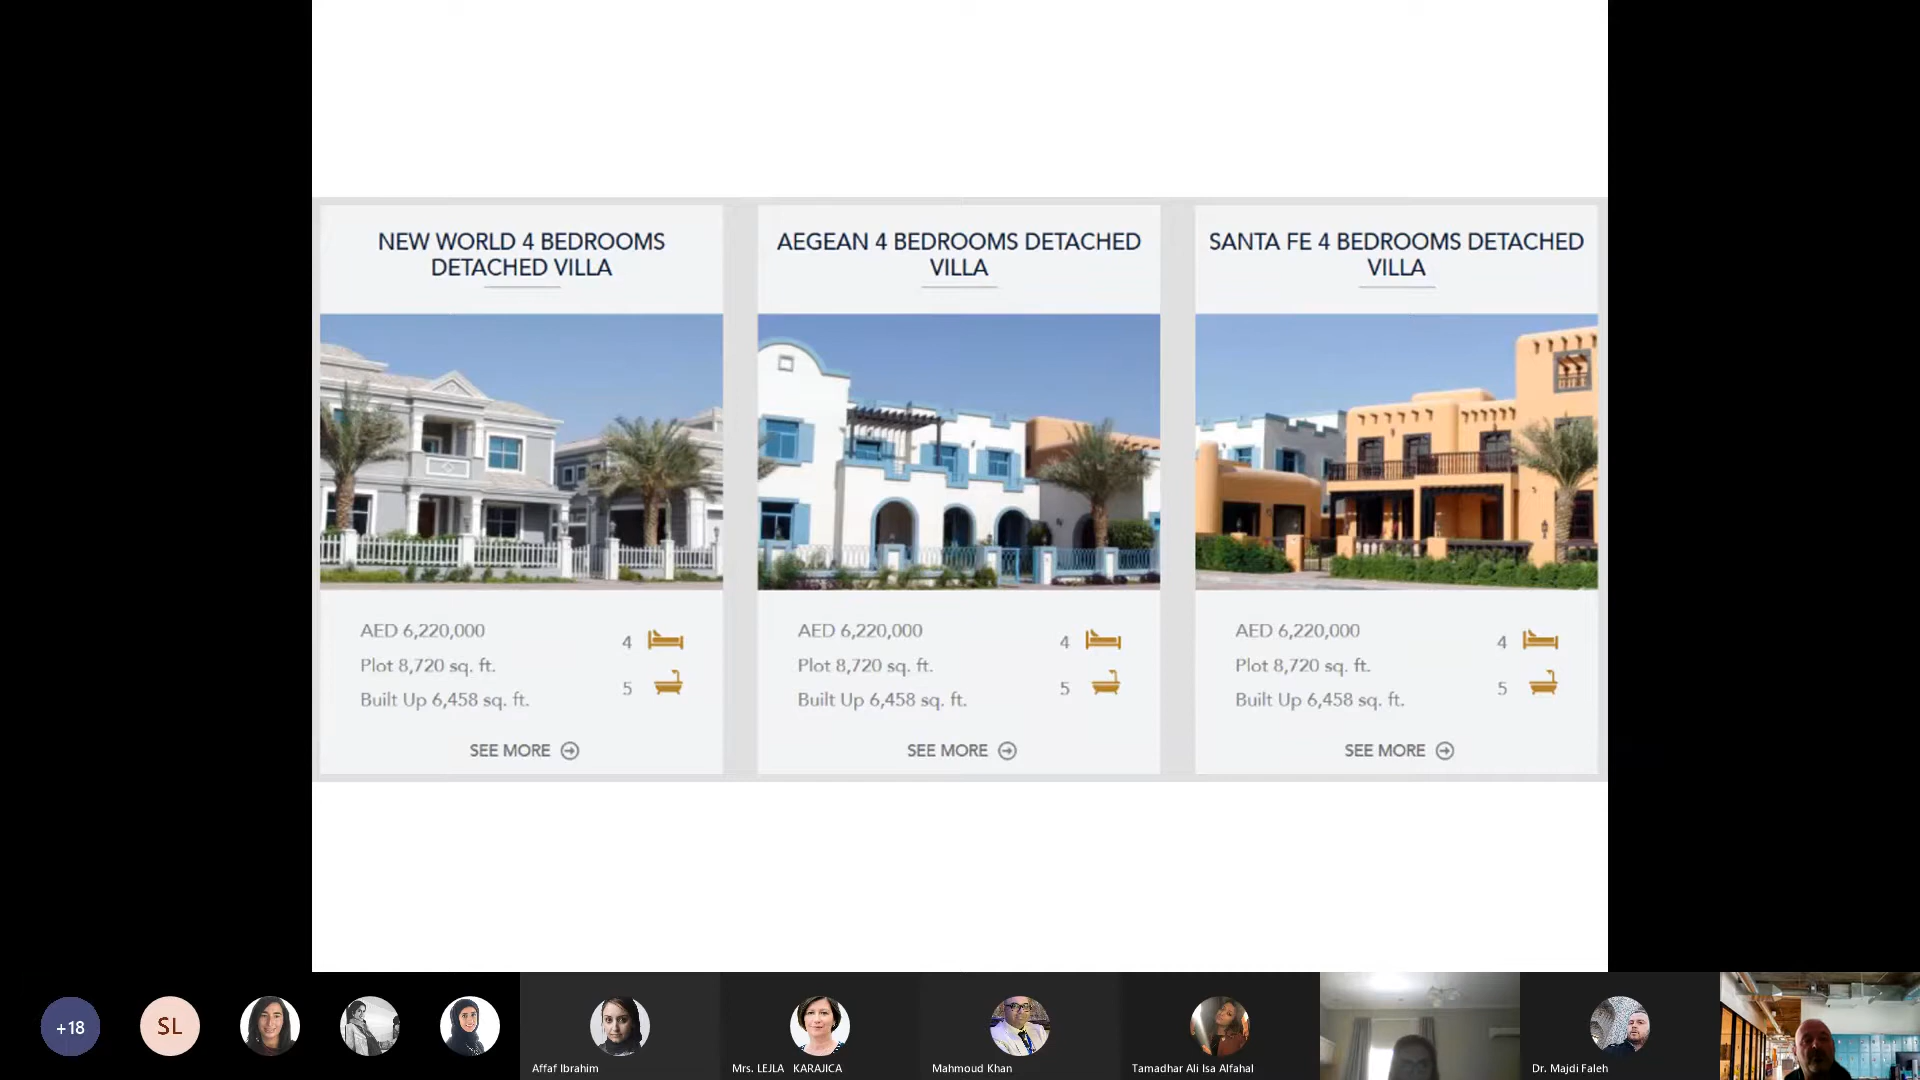 NEW WORLD 4 BEDROOMS
DETACHED VILLA
AED 6,220,000
Plot 8,720 sq. ft.
Built Up 6,458 sq. ft.
4
5
SEE MORE
AEGEAN 4 BEDROOMS DETACHED
VILLA
AED 6,220,000
Plot 8,720 sq. ft.
Built Up 6,458 sq. ft.
4
5
SEE MORE
SANTA FE 4 BEDROOMS DETACHED
VILLA
AED 6,220,000
Plot 8,720 sq. ft.
Built Up 6,458 sq. ft.
4
5
SEE MORE
+18
SL
Affaf Ibrahim
Mrs. LEJLA KARAJICA
Mahmoud Khan
Tamadhar Ali Isa Alfahal
Dr. Majdi Faleh